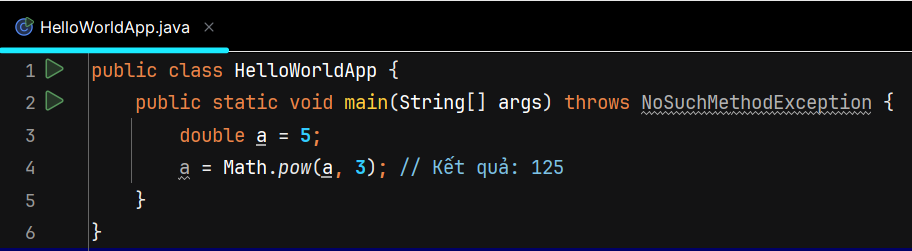 HelloWorldApp.java
1 public class HelloWorldApp {
2 public static void main(String[] args) throws NoSuchMethodException {
3 double a = 5;
4 a = Math.pow(a, 3); // Kết quả: 125
5 }
6 }